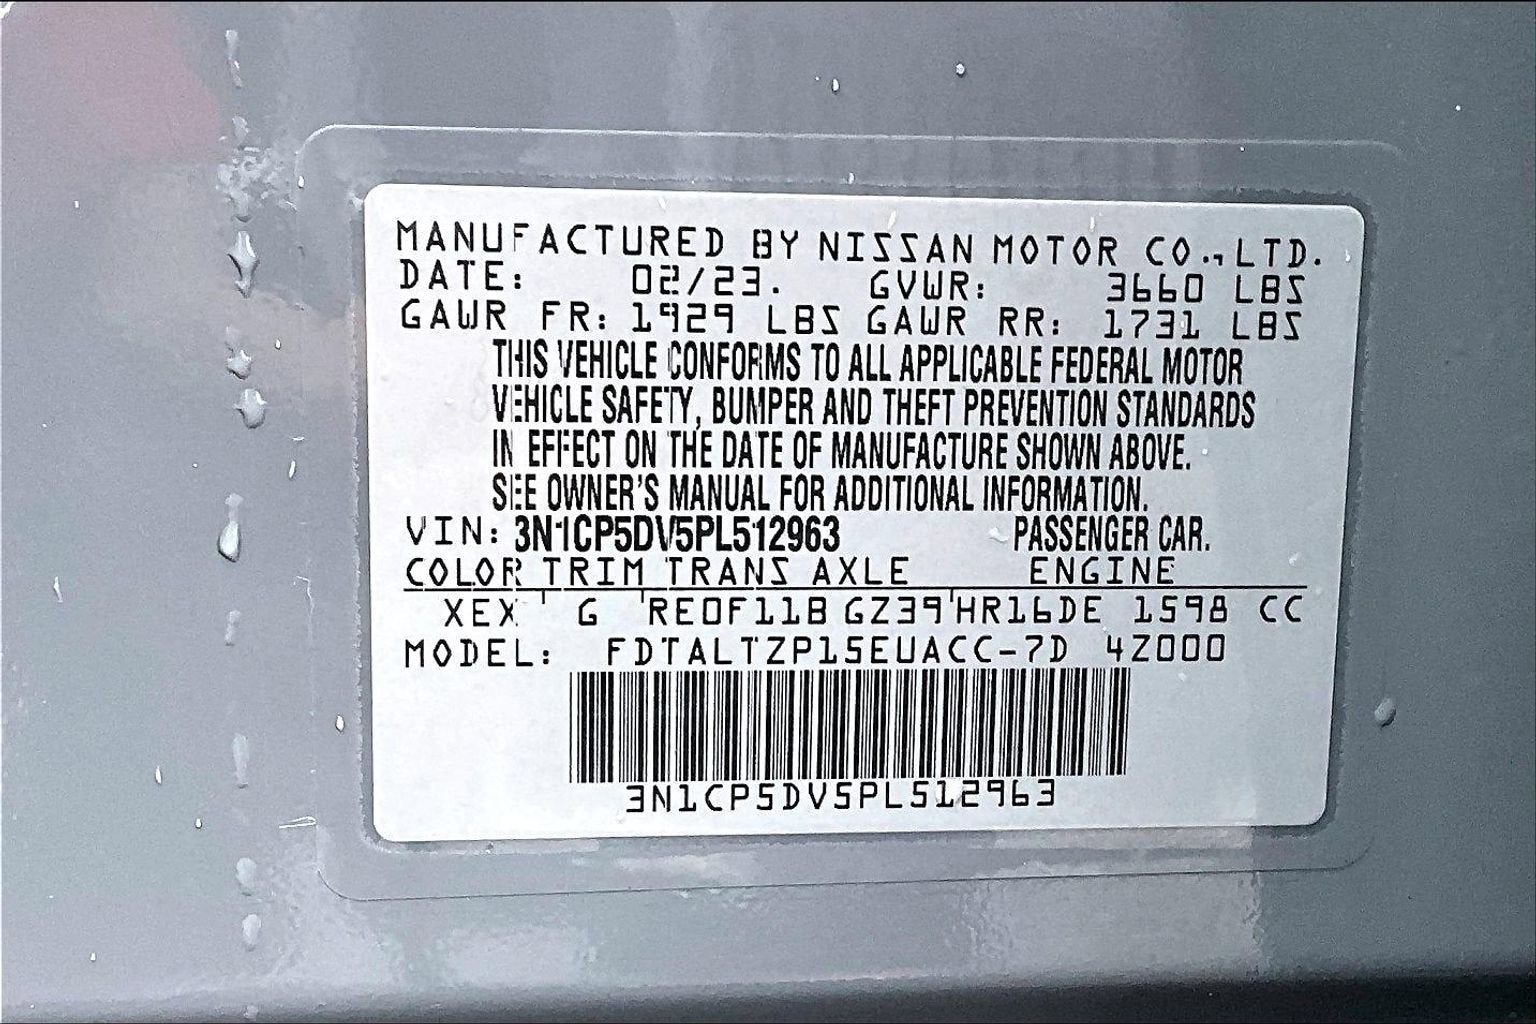 MANUFACTURED BY NISSAN MOTOR CO., LTD.
DATE: 02/23. GVWR: 3660 LBS
GAWR FR: 1929 LBS GAWR RR: 1731 LBS
THIS VEHICLE CONFORMS TO ALL APPLICABLE FEDERAL MOTOR
VEHICLE SAFETY, BUMPER AND THEFT PREVENTION STANDARDS
IN EFFECT ON THE DATE OF MANUFACTURE SHOWN ABOVE.
SEE OWNER'S MANUAL FOR ADDITIONAL INFORMATION.
VIN: 3N1CP5DV5PL512963 PASSENGER CAR.
COLOR TRIM TRANS AXLE ENGINE
XEX G RE0F11B GZ39 HR16DE 1598 CC
MODEL: FDTALTZP15EUACC-7D 4Z000
3N1CP5DV5PL512963